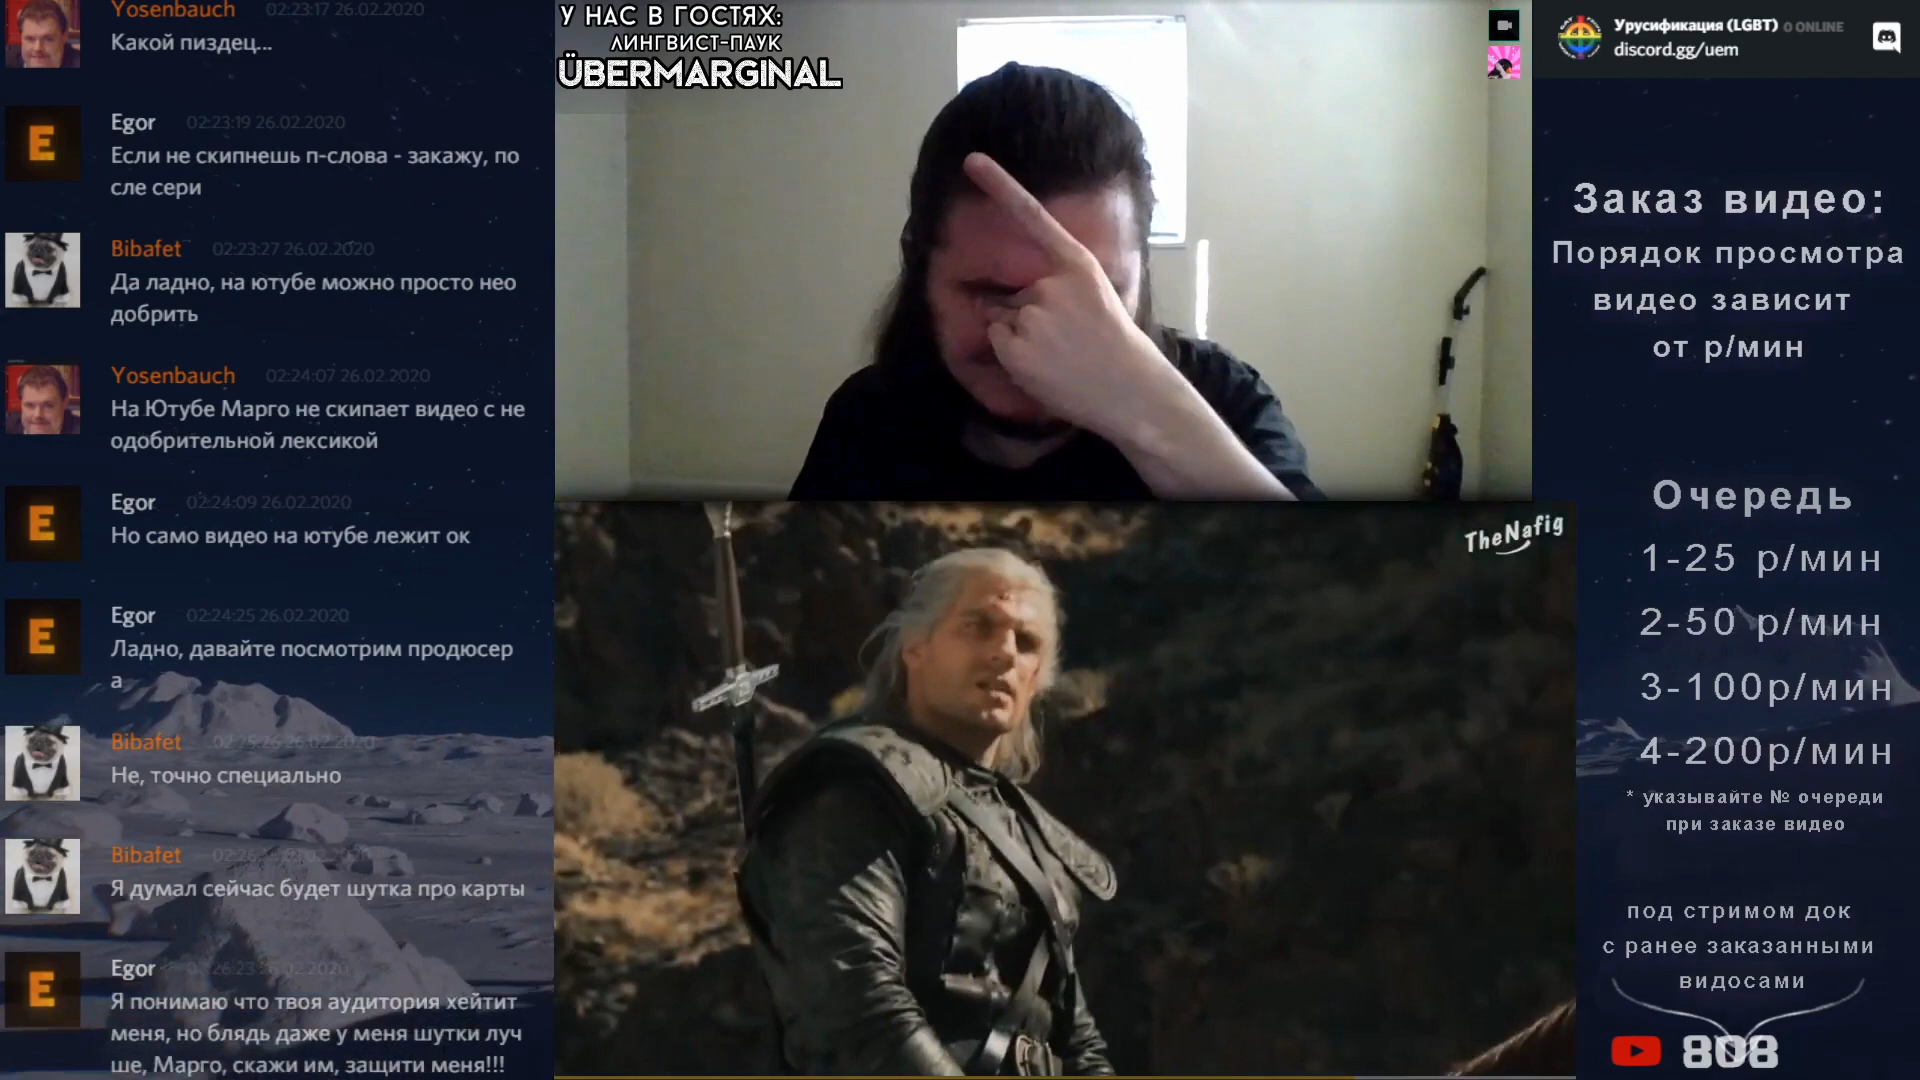 Yosenbauch 02:23:17 26.02.2020
Какой пиздец...
Egor 02:23:19 26.02.2020
Если не скипнешь п-слова - закажу, по
сле сери
Bibafet 02:23:27 26.02.2020
Да ладно, на ютубе можно просто нео
добрить
Yosenbauch 02:24:07 26.02.2020
На Ютубе Марго не скипает видео с не
одобрительной лексикой
Egor 02:24:09 26.02.2020
Но само видео на ютубе лежит ок
Egor 02:24:25 26.02.2020
Ладно, давайте посмотрим продюсер
а
Bibafet 02:25:26 26.02.2020
Не, точно специально
Bibafet
Я думал сейчас будет шутка про карты
Egor
Я понимаю что твоя аудитория хейтит
меня, но блядь даже у меня шутки луч
ше, Марго, скажи им, защити меня!!!
У НАС В ГОСТЯХ:
ЛИНГВИСТ-ПАУК
ÜBERMARGINAL
TheNafig
Урусификация (LGBT) 0 ONLINE
discord.gg/uem
Заказ видео:
Порядок просмотра
видео зависит
от р/мин
Очередь
1-25 р/мин
2-50 р/мин
3-100р/мин
4-200р/мин
* указывайте № очереди
при заказе видео
под стримом док
с ранее заказанными
видосами
808